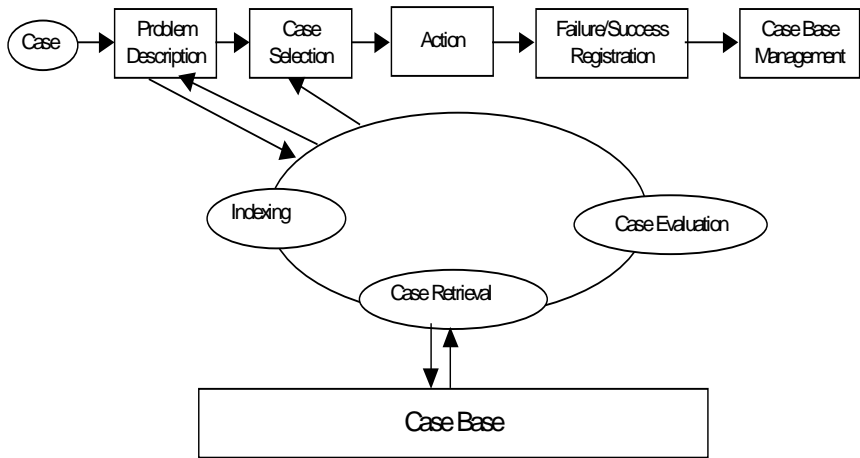 Case
Problem
Description
Case
Selection
Action
Failure/Success
Registration
Case Base
Management
Indexing
Case Evaluation
Case Retrieval
Case Base